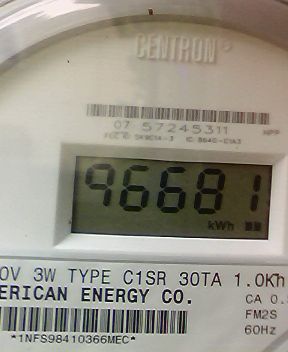 CENTRON®
07 57245311
NPP
96681
kWh
0V 3W TYPE C1SR 30TA 1.0Kh
ERICAN ENERGY CO.
CA 0.
FM2S
60Hz
*1NFS98410366MEC*